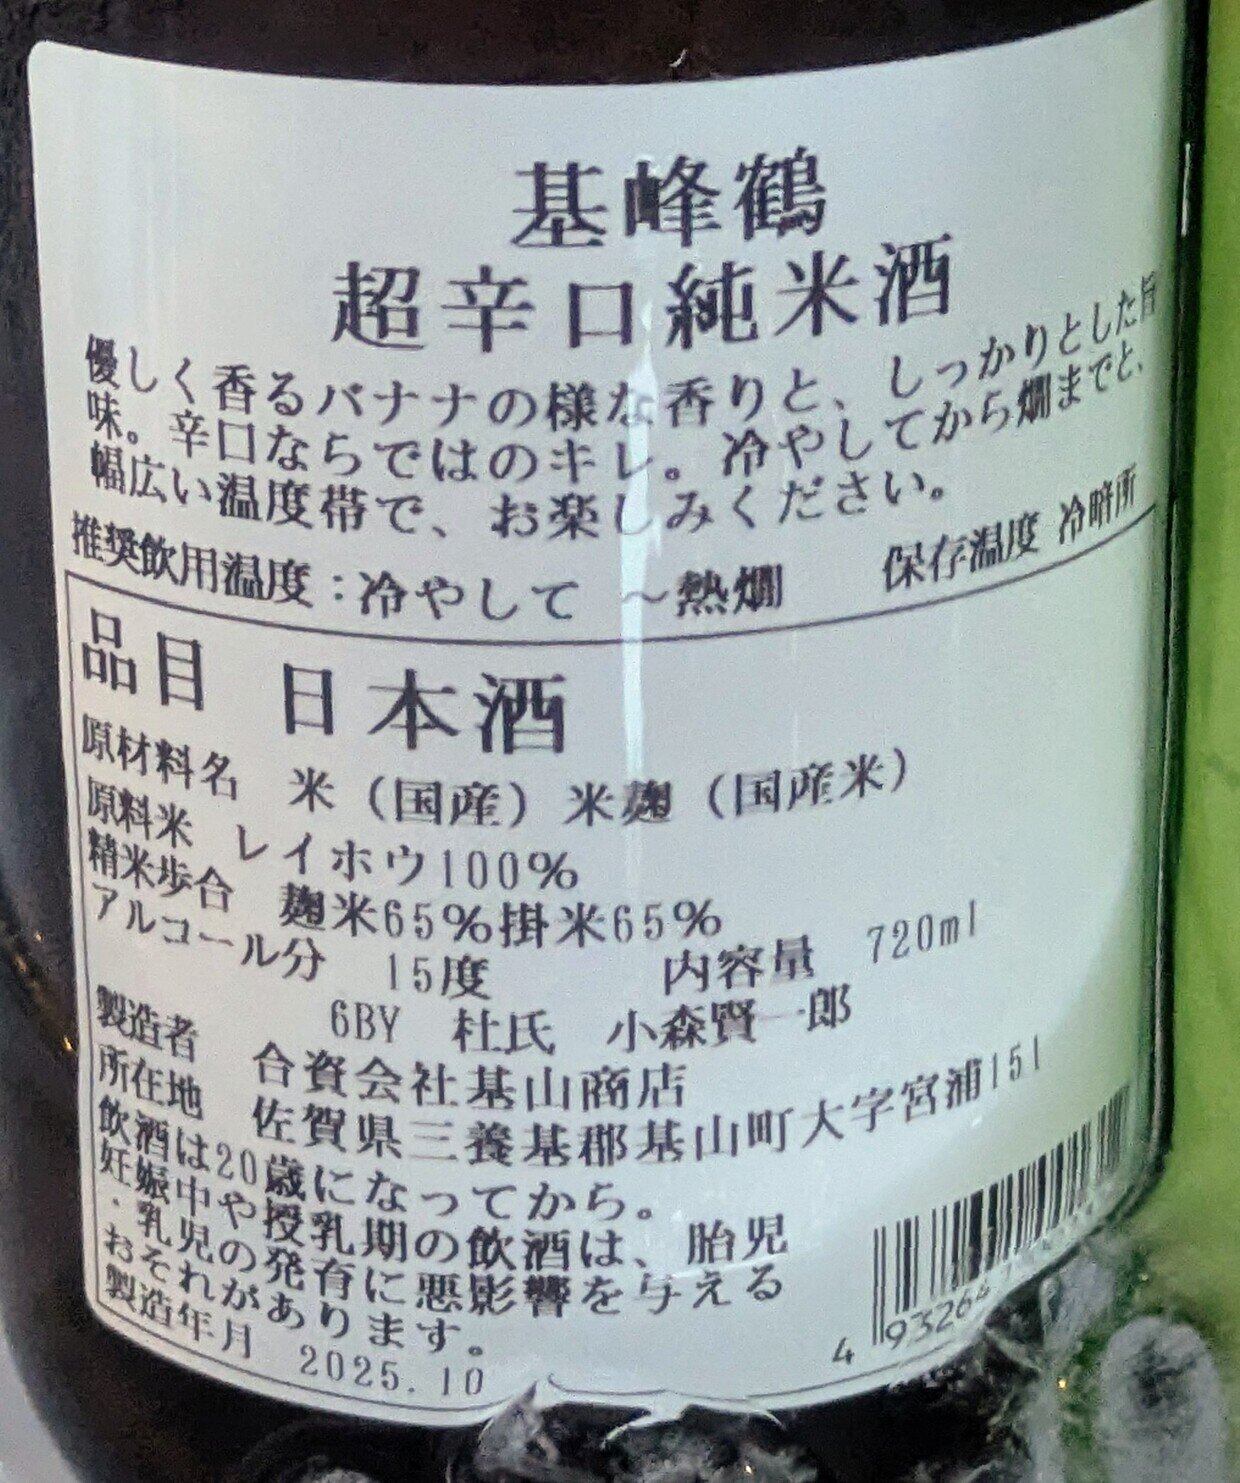 基峰鶴
超辛口純米酒
優しく香るバナナの様な香りと、しっかりとした旨
味。辛口ならではのキレ。冷やしてから燗までと、
幅広い温度帯で、お楽しみください。
推奨飲用温度：冷やして ～熱燗 保存温度 冷暗所
品目 日本酒
原材料名 米（国産）米麹（国産米）
原料米 レイホウ100％
精米歩合 麹米65％掛米65％
アルコール分 15度 内容量 720ml
6BY 杜氏 小森賢一郎
製造者 合資会社基山商店
所在地 佐賀県三養基郡基山町大字宮浦151
飲酒は20歳になってから。
妊娠中や授乳期の飲酒は、胎児
・乳児の発育に悪影響を与える
おそれがあります。
製造年月 2025.10
4 93264